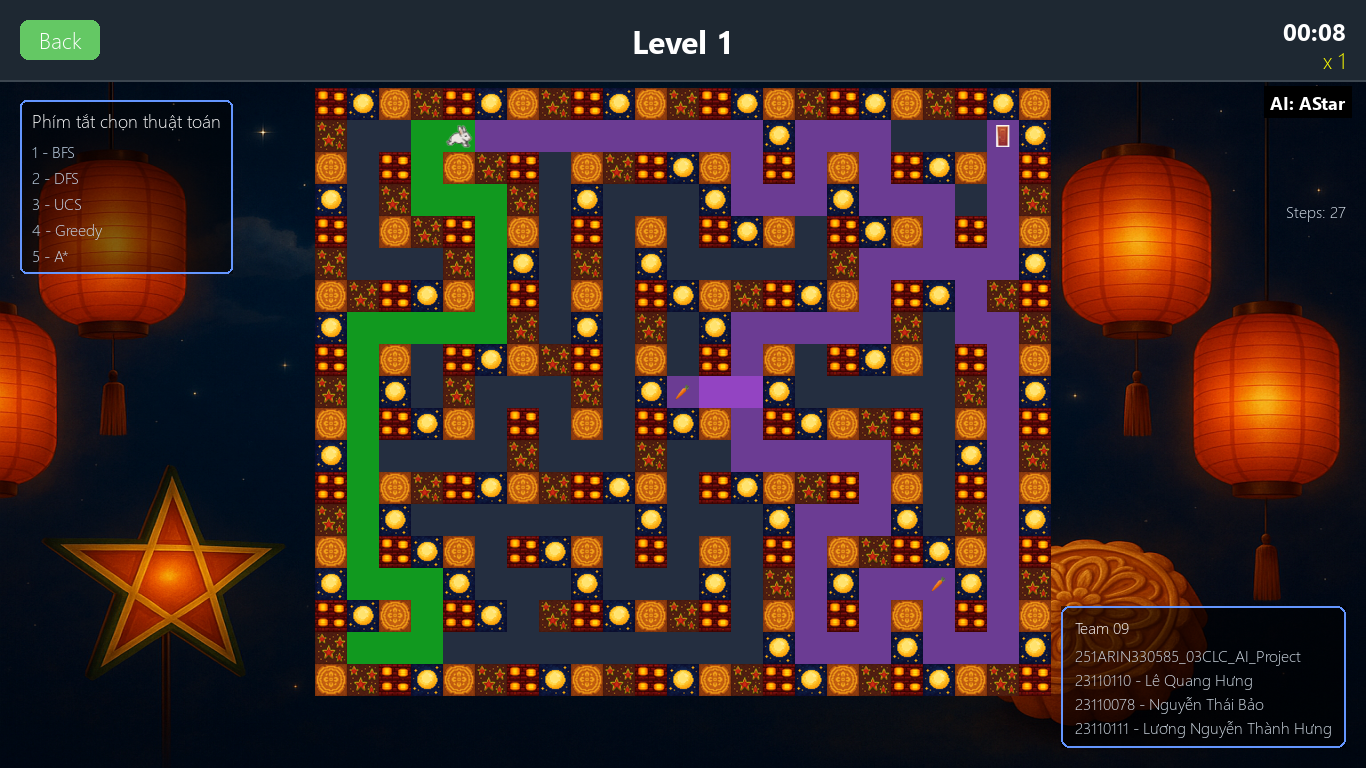 Back
Level 1
00:08
x 1
Phím tắt chọn thuật toán
1 - BFS
2 - DFS
3 - UCS
4 - Greedy
5 - A*
AI: AStar
Steps: 27
Team 09
251ARIN330585_03CLC_AI_Project
23110110 - Lê Quang Hưng
23110078 - Nguyễn Thái Bảo
23110111 - Lương Nguyễn Thành Hưng